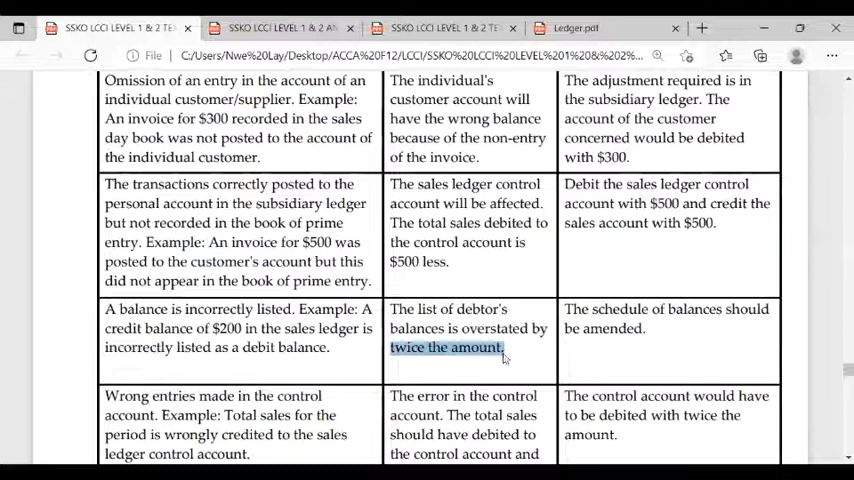 SSKO LCCI LEVEL 1 & 2 TEX
SSKO LCCI LEVEL 1 & 2 AN
SSKO LCCI LEVEL 1 & 2 TEX
Ledger.pdf
File
C:/Users/Nwe%20Lay/Desktop/ACCA%20F12/LCCI/SSKO%20LCCI%20LEVEL%201%20&%202%...
Omission of an entry in the account of an
individual customer/supplier. Example:
An invoice for $300 recorded in the sales
day book was not posted to the account of
the individual customer.
The individual's
customer account will
have the wrong balance
because of the non-entry
of the invoice.
The adjustment required is in
the subsidiary ledger. The
account of the customer
concerned would be debited
with $300.
The transactions correctly posted to the
personal account in the subsidiary ledger
but not recorded in the book of prime
entry. Example: An invoice for $500 was
posted to the customer's account but this
did not appear in the book of prime entry.
The sales ledger control
account will be affected.
The total sales debited to
the control account is
$500 less.
Debit the sales ledger control
account with $500 and credit the
sales account with $500.
A balance is incorrectly listed. Example: A
credit balance of $200 in the sales ledger is
incorrectly listed as a debit balance.
The list of debtor's
balances is overstated by
twice the amount.
The schedule of balances should
be amended.
Wrong entries made in the control
account. Example: Total sales for the
period is wrongly credited to the sales
ledger control account.
The error in the control
account. The total sales
should have debited to
the control account and
The control account would have
to be debited with twice the
amount.